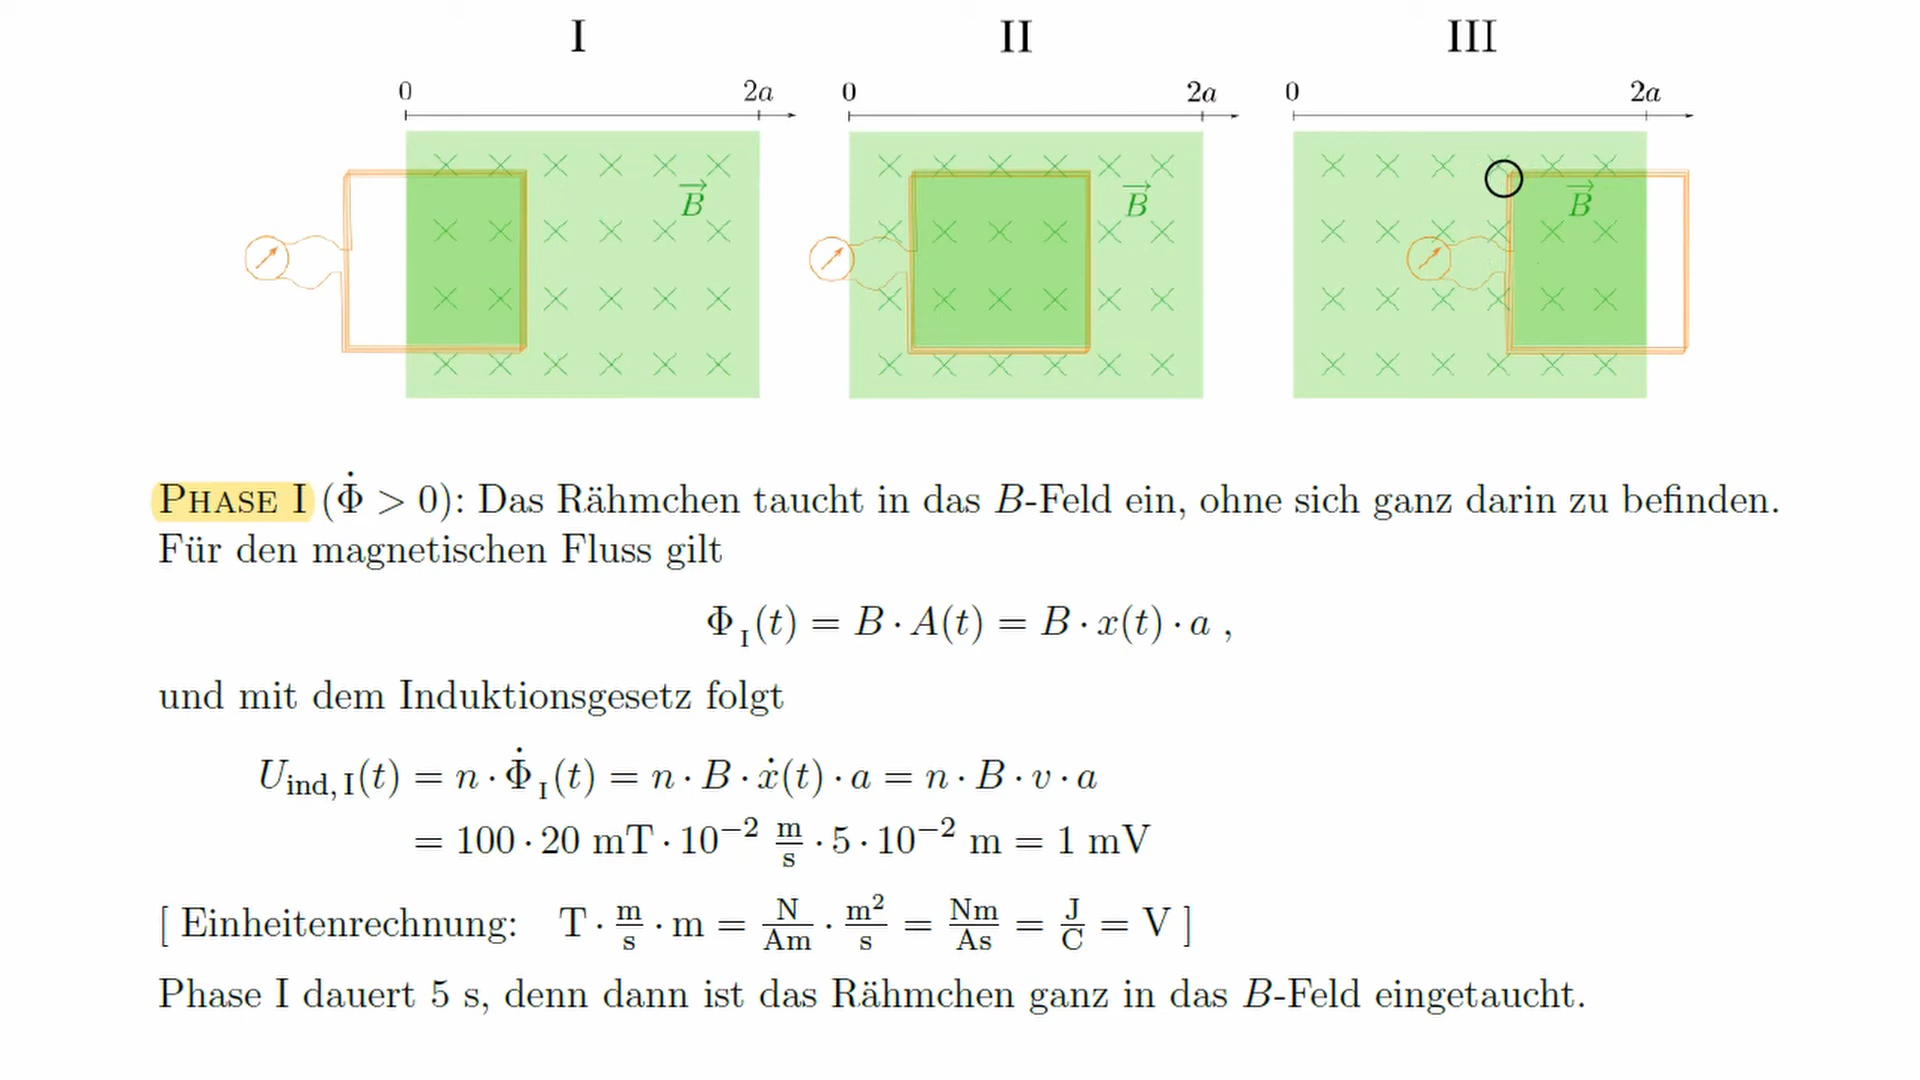 I II III
0 2a 0 2a 0 2a
B⃗ B⃗ B⃗
PHASE I (Φ̇ > 0): Das Rähmchen taucht in das B-Feld ein, ohne sich ganz darin zu befinden.
Für den magnetischen Fluss gilt
Φ_I(t) = B · A(t) = B · x(t) · a ,
und mit dem Induktionsgesetz folgt
U_ind, I(t) = n · Φ̇_I(t) = n · B · ẋ(t) · a = n · B · v · a
= 100 · 20 mT · 10⁻² m/s · 5 · 10⁻² m = 1 mV
[ Einheitenrechnung: T · m/s · m = N/Am · m²/s = Nm/As = J/C = V ]
Phase I dauert 5 s, denn dann ist das Rähmchen ganz in das B-Feld eingetaucht.